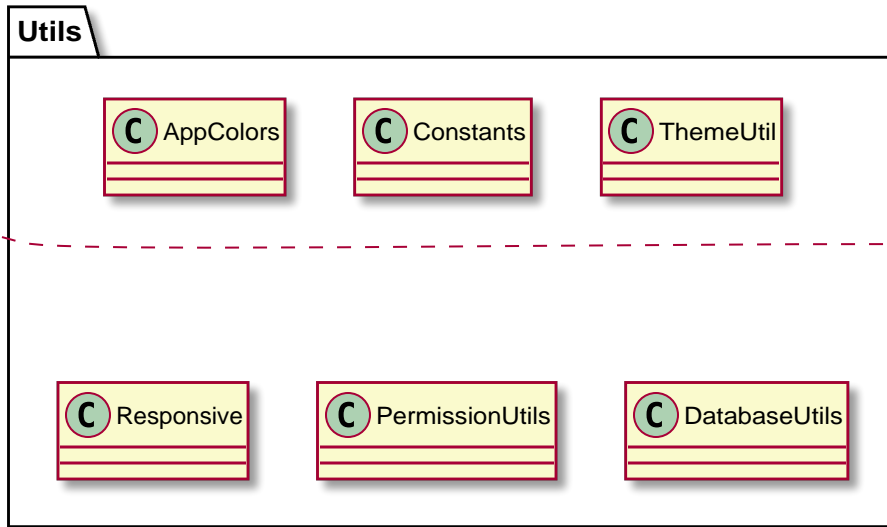 Utils
C AppColors
C Constants
C ThemeUtil
C Responsive
C PermissionUtils
C DatabaseUtils